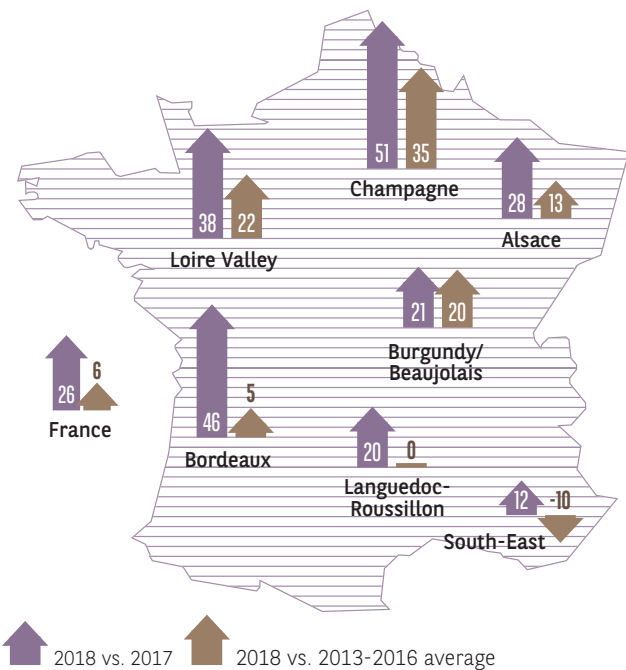 51 35
Champagne
28 13
Alsace
38 22
Loire Valley
21 20
Burgundy/
Beaujolais
26 6
France
46 5
Bordeaux
20 0
Languedoc-
Roussillon
12 -10
South-East
2018 vs. 2017 2018 vs. 2013-2016 average